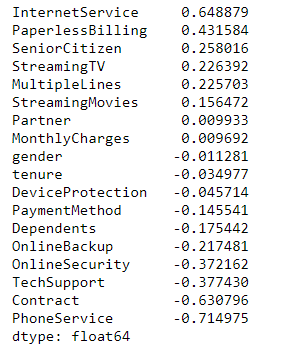 InternetService 0.648879
PaperlessBilling 0.431584
SeniorCitizen 0.258016
StreamingTV 0.226392
MultipleLines 0.225703
StreamingMovies 0.156472
Partner 0.009933
MonthlyCharges 0.009692
gender -0.011281
tenure -0.034977
DeviceProtection -0.045714
PaymentMethod -0.145541
Dependents -0.175442
OnlineBackup -0.217481
OnlineSecurity -0.372162
TechSupport -0.377430
Contract -0.630796
PhoneService -0.714975
dtype: float64